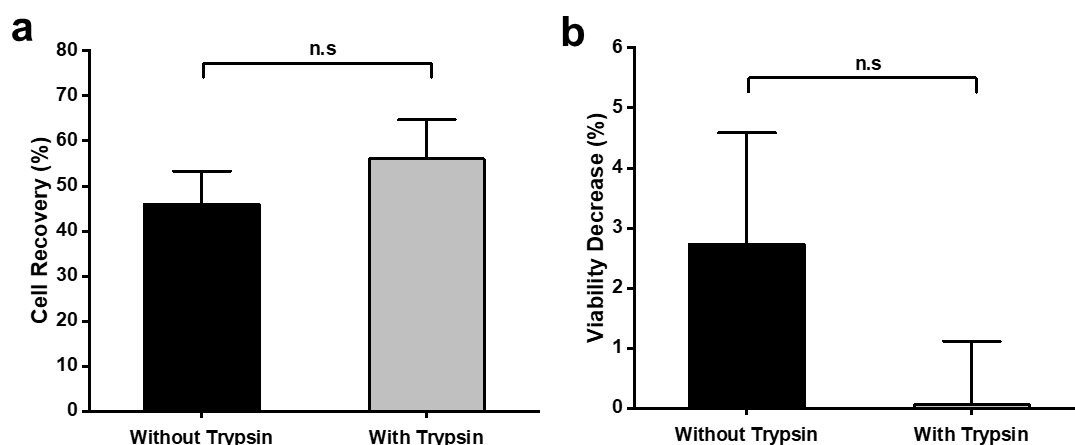 a
Cell Recovery (%)
80
70
60
50
40
30
20
10
0
n.s
Without Trypsin
With Trypsin
b
Viability Decrease (%)
6
5
4
3
2
1
0
n.s
Without Trypsin
With Trypsin